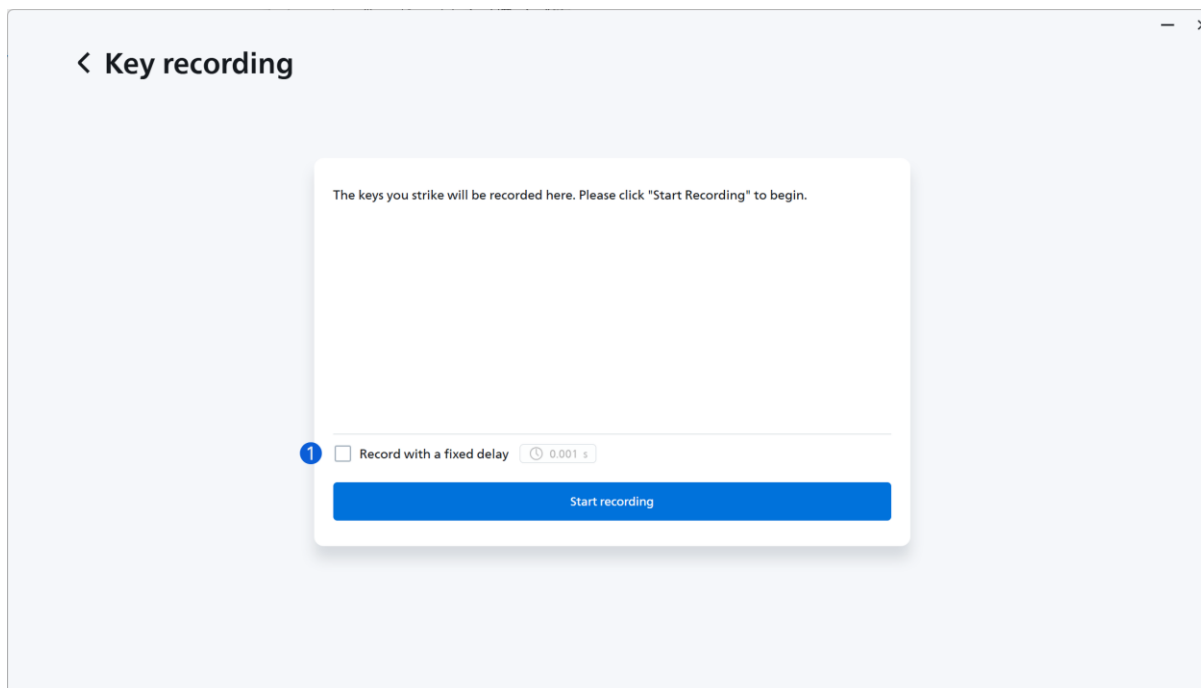 Key recording
The keys you strike will be recorded here. Please click "Start Recording" to begin.
1 Record with a fixed delay 0.001 s
Start recording